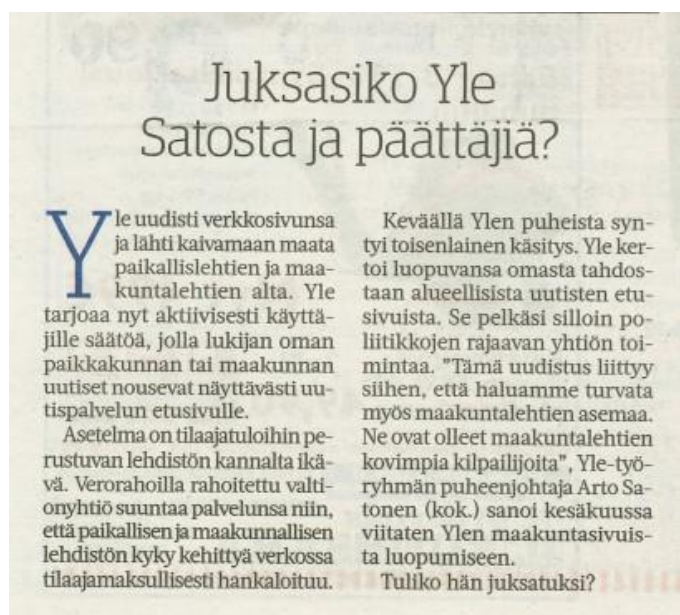 Juksasiko Yle
Satosta ja päättäjiä?
Yle uudisti verkkosivunsa
ja lähti kaivamaan maata
paikallislehtien ja maa-
kuntalehtien alta. Yle
tarjoaa nyt aktiivisesti käyttä-
jille säätöä, jolla lukijan oman
paikkakunnan tai maakunnan
uutiset nousevat näyttävästi uu-
tispalvelun etusivulle.
Asetelma on tilaajatuloihin pe-
rustuvan lehdistön kannalta ikä-
vä. Verorahoilla rahoitettu valti-
onyhtiö suuntaa palvelunsa niin,
että paikallisen ja maakunnallisen
lehdistön kyky kehittyä verkossa
tilaajamaksullisesti hankaloituu.
Keväällä Ylen puheista syn-
tyi toisenlainen käsitys. Yle ker-
toi luopuvansa omasta tahdos-
taan alueellisista uutisten etu-
sivuista. Se pelkäsi silloin po-
liitikkojen rajaavan yhtiön toi-
mintaa. ”Tämä uudistus liittyy
siihen, että haluamme turvata
myös maakuntalehtien asemaa.
Ne ovat olleet maakuntalehtien
kovimpia kilpailijoita”, Yle-työ-
ryhmän puheenjohtaja Arto Sa-
tonen (kok.) sanoi kesäkuussa
viitaten Ylen maakuntasivuis-
ta luopumiseen.
Tuliko hän juksatuksi?